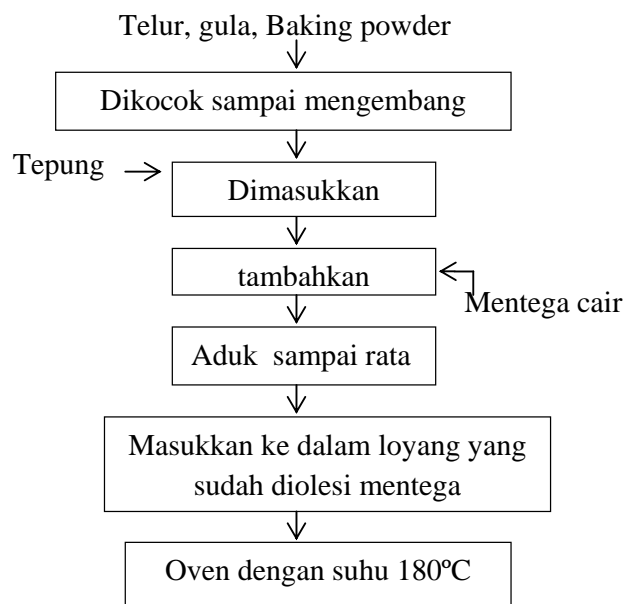 Telur, gula, Baking powder
Dikocok sampai mengembang
Tepung
Dimasukkan
tambahkan
Mentega cair
Aduk sampai rata
Masukkan ke dalam loyang yang
sudah diolesi mentega
Oven dengan suhu 180ºC